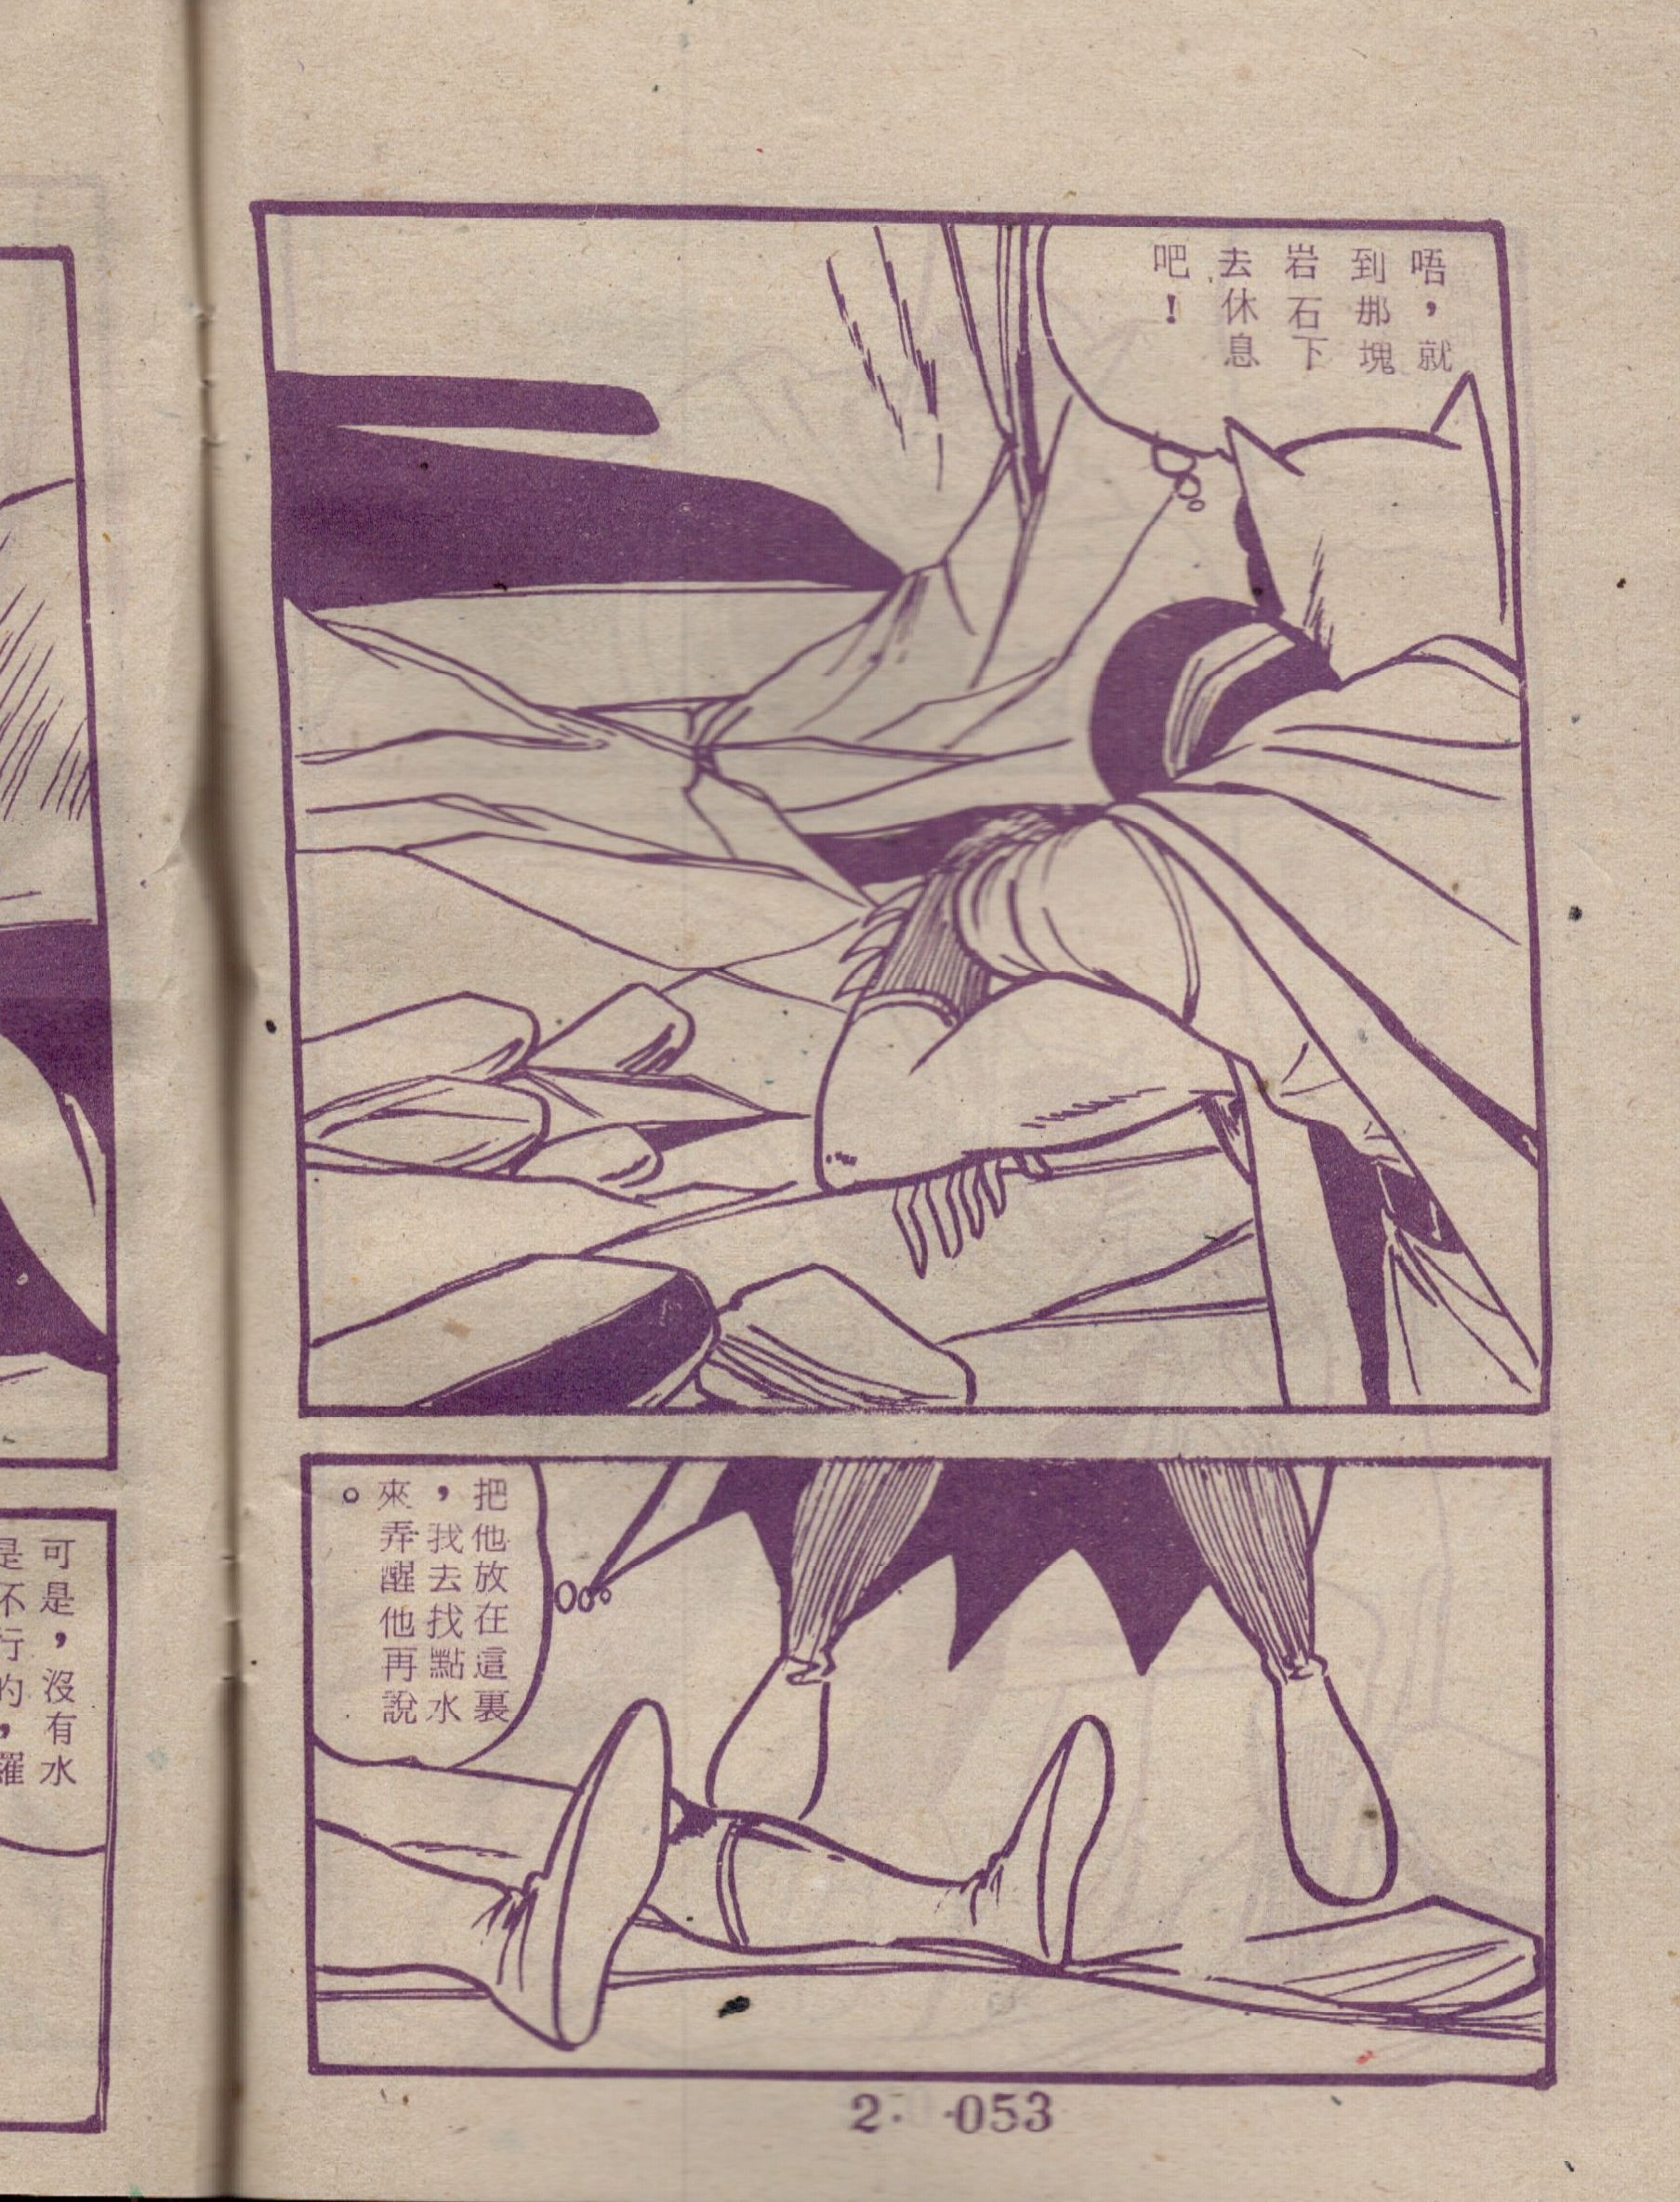 唔，就
到那塊
岩石下
去休息
吧！
把他放在這裏
，我去找點水
來弄醒他再說
。
2 053
可是，沒有水
是不行的，羅